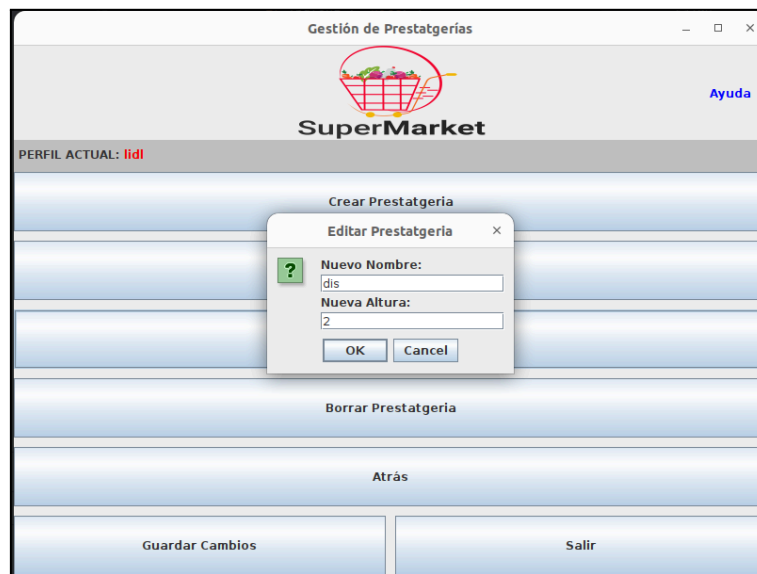 Gestión de Prestatgerías
Ayuda
SuperMarket
PERFIL ACTUAL: lidl
Crear Prestatgeria
Editar Prestatgeria
Nuevo Nombre:
dis
Nueva Altura:
2
OK Cancel
Borrar Prestatgeria
Atrás
Guardar Cambios Salir